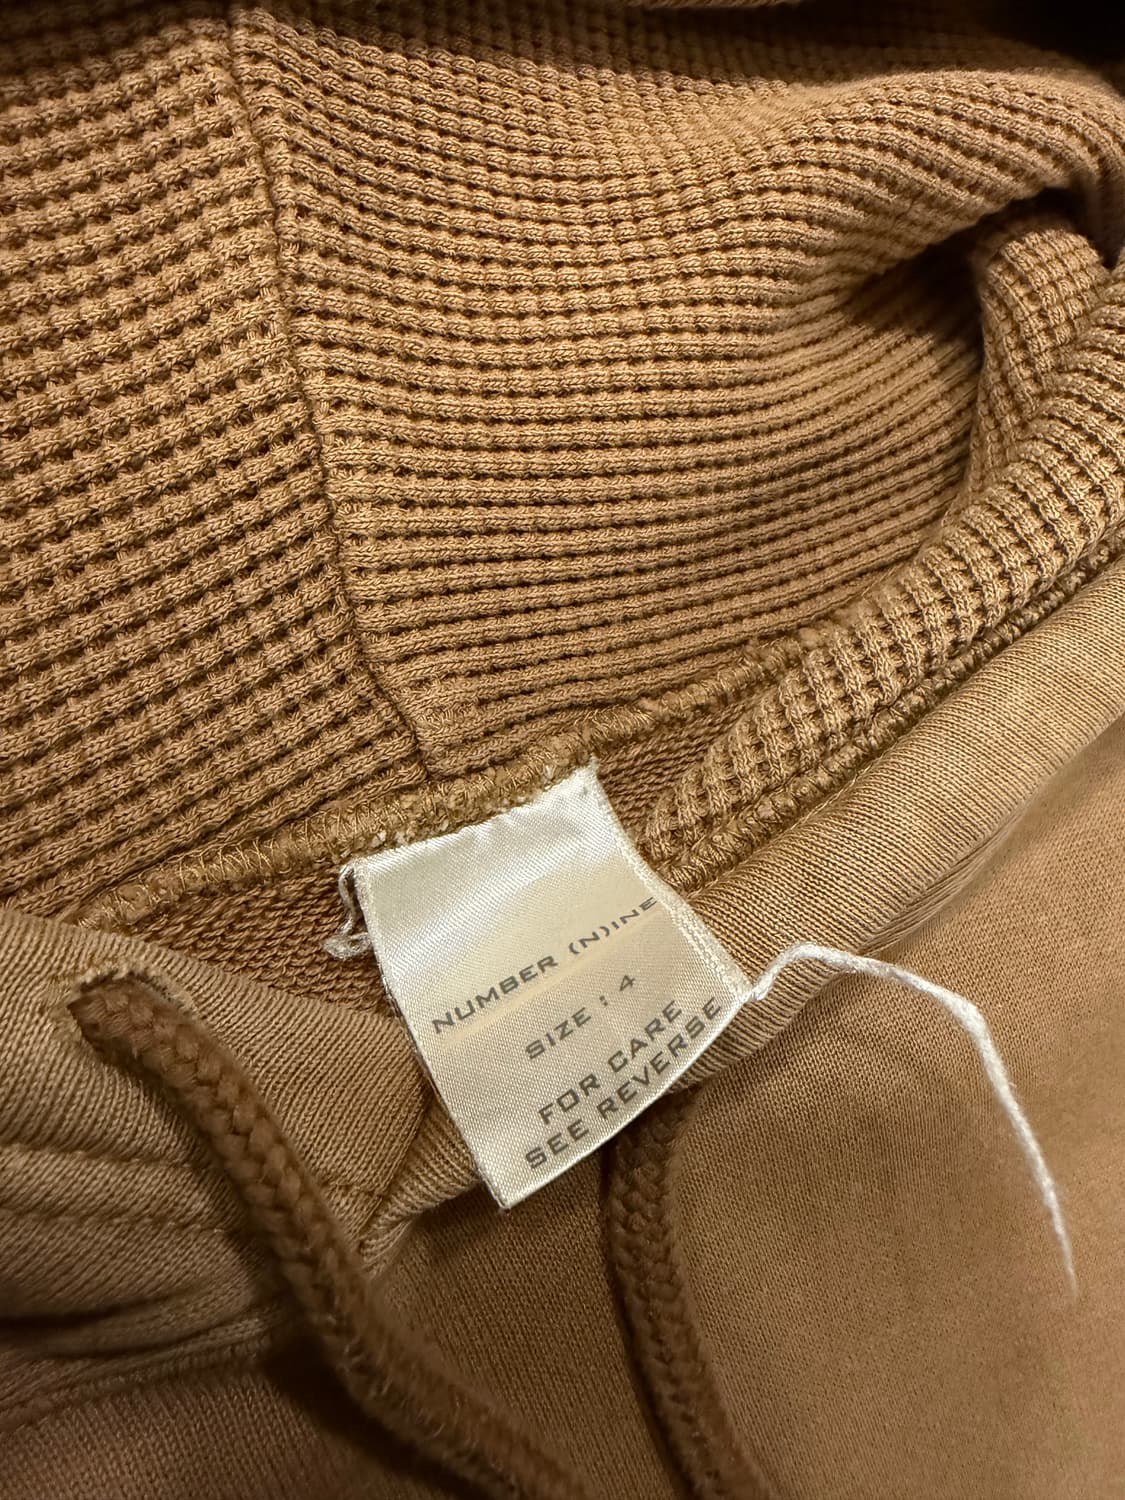 NUMBER (N)INE
SIZE : 4
FOR CARE
SEE REVERSE